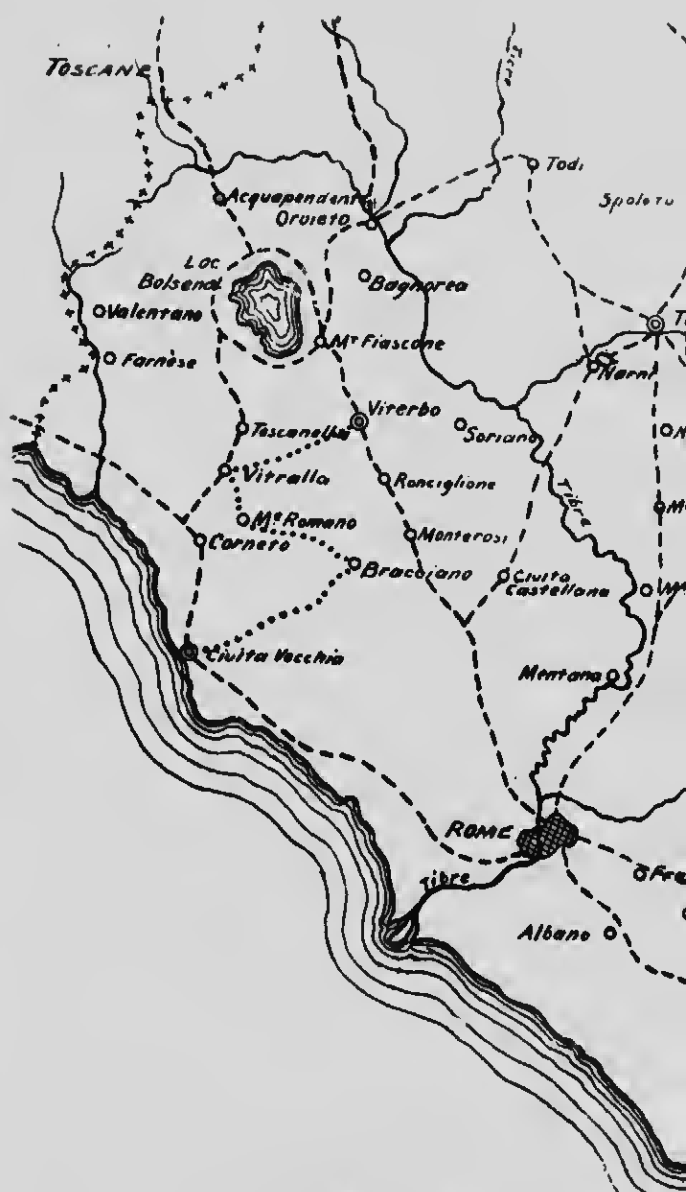 TOSCANE
Tibre
Todi
Acquapendente
Orvieto
Lac
Bolsena
Bagnorea
Valentano
Mt Fiascone
Farnèse
Narni
Viterbo
Toscanella
Soriano
Vitralla
Ronciglione
Tibre
Mt Romano
Corneto
Monterosi
Bracciano
Civita
Castellana
Civita Vecchia
Mentana
ROME
Tibre
Albano